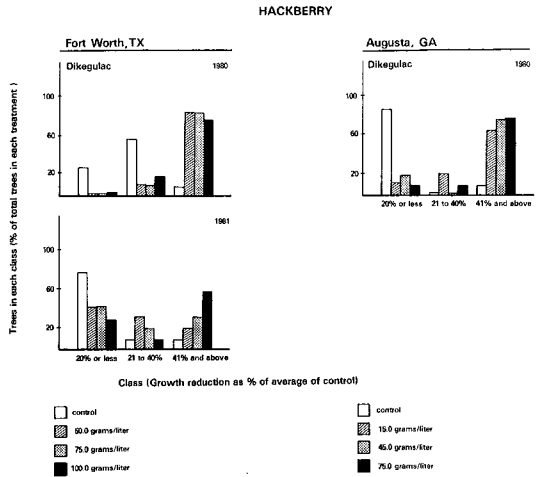 HACKBERRY
Fort Worth, TX
Dikegulac 1980
100
60
20
1981
100
60
20
20% or less 21 to 40% 41% and above
Augusta, GA
Dikegulac 1980
100
60
20
20% or less 21 to 40% 41% and above
Trees in each class (% of total trees in each treatment)
Class (Growth reduction as % of average of control)
control
50.0 grams/liter
75.0 grams/liter
100.0 grams/liter
control
15.0 grams/liter
45.0 grams/liter
75.0 grams/liter